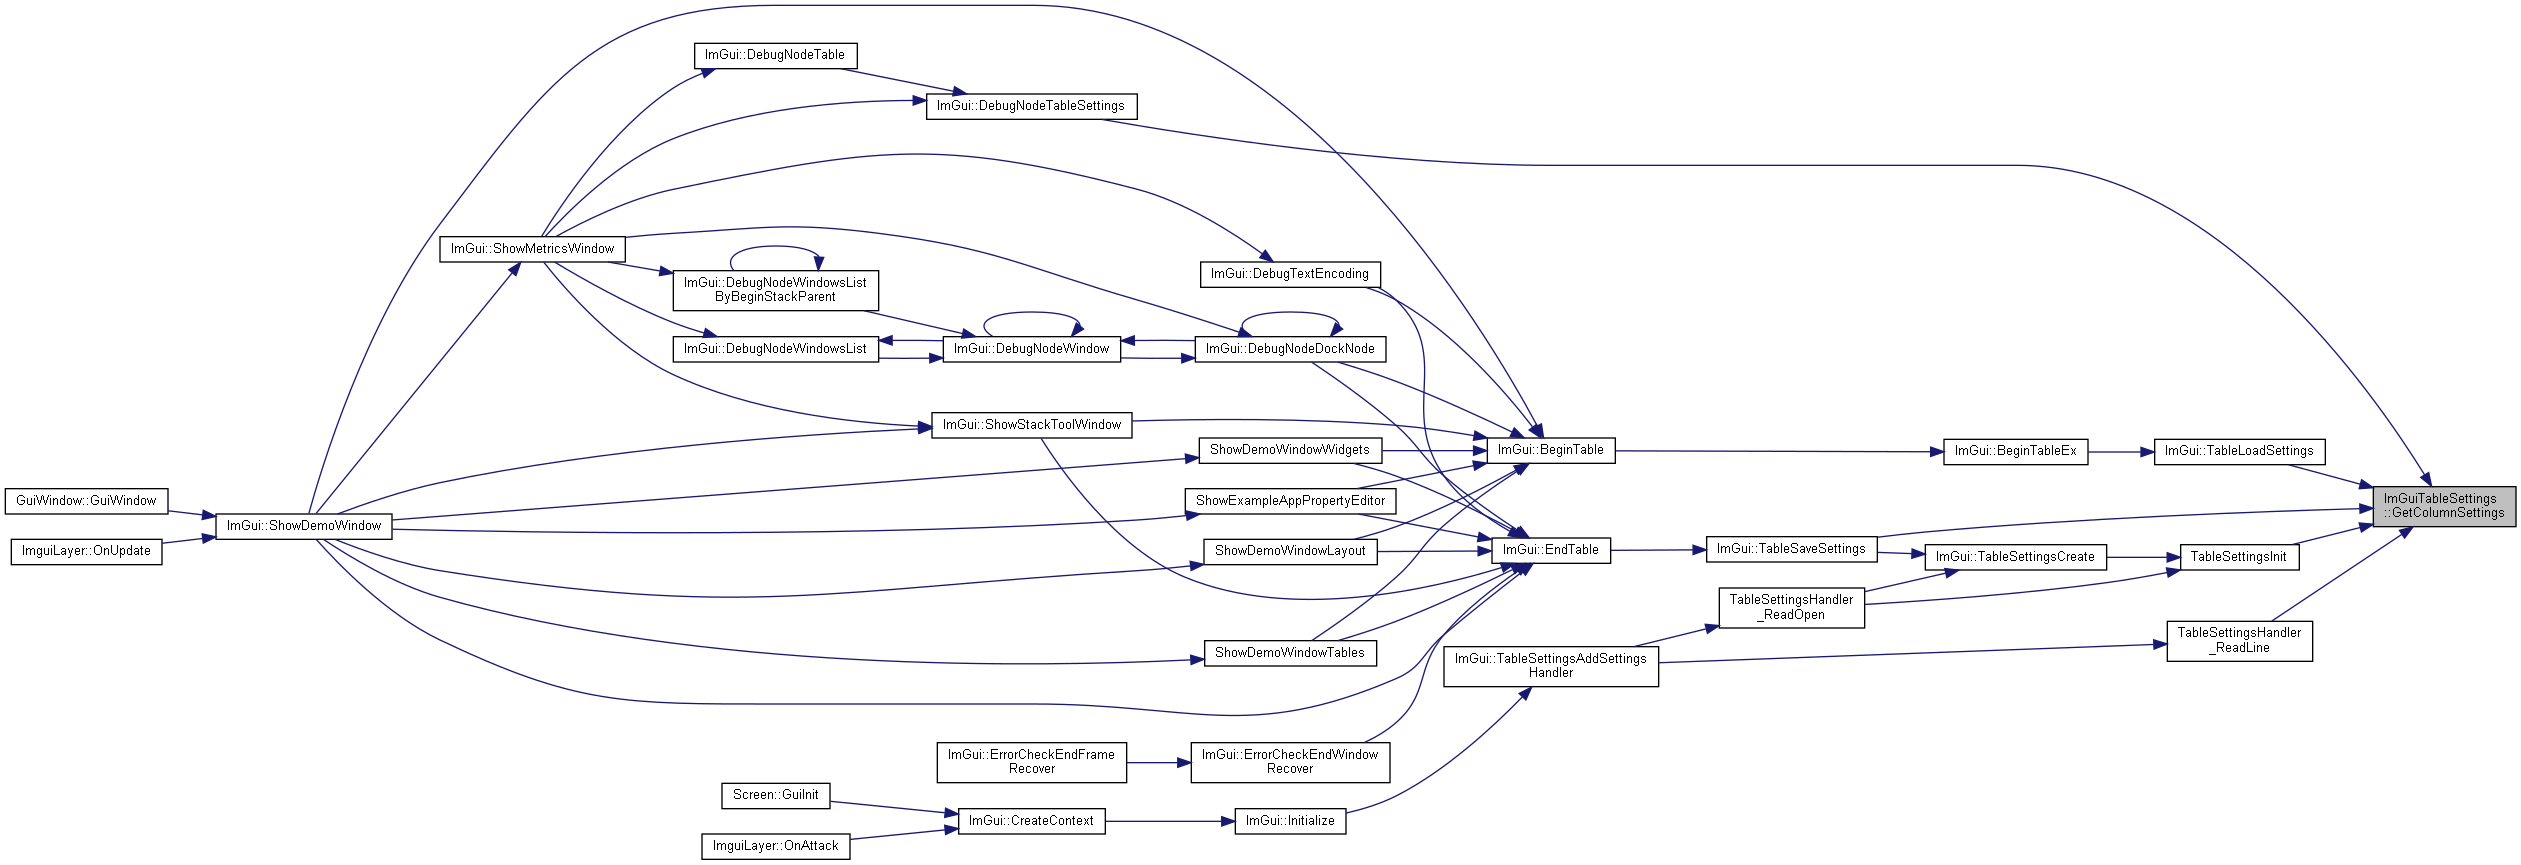 ImGui::DebugNodeTable
ImGui::DebugNodeTableSettings
ImGui::ShowMetricsWindow
ImGui::DebugNodeWindowsList
ByBeginStackParent
ImGui::DebugTextEncoding
ImGui::DebugNodeWindowsList
ImGui::DebugNodeWindow
ImGui::DebugNodeDockNode
ImGui::ShowStackToolWindow
ShowDemoWindowWidgets
ImGui::BeginTable
ImGui::BeginTableEx
ImGui::TableLoadSettings
GuiWindow::GuiWindow
ImGui::ShowDemoWindow
ImguiLayer::OnUpdate
ShowExampleAppPropertyEditor
ImGuiTableSettings
::GetColumnSettings
ShowDemoWindowLayout
ImGui::EndTable
ImGui::TableSaveSettings
ImGui::TableSettingsCreate
TableSettingsInit
TableSettingsHandler
_ReadOpen
ShowDemoWindowTables
ImGui::TableSettingsAddSettings
Handler
TableSettingsHandler
_ReadLine
ImGui::ErrorCheckEndFrame
Recover
ImGui::ErrorCheckEndWindow
Recover
Screen::GuiInit
ImGui::CreateContext
ImGui::Initialize
ImguiLayer::OnAttack